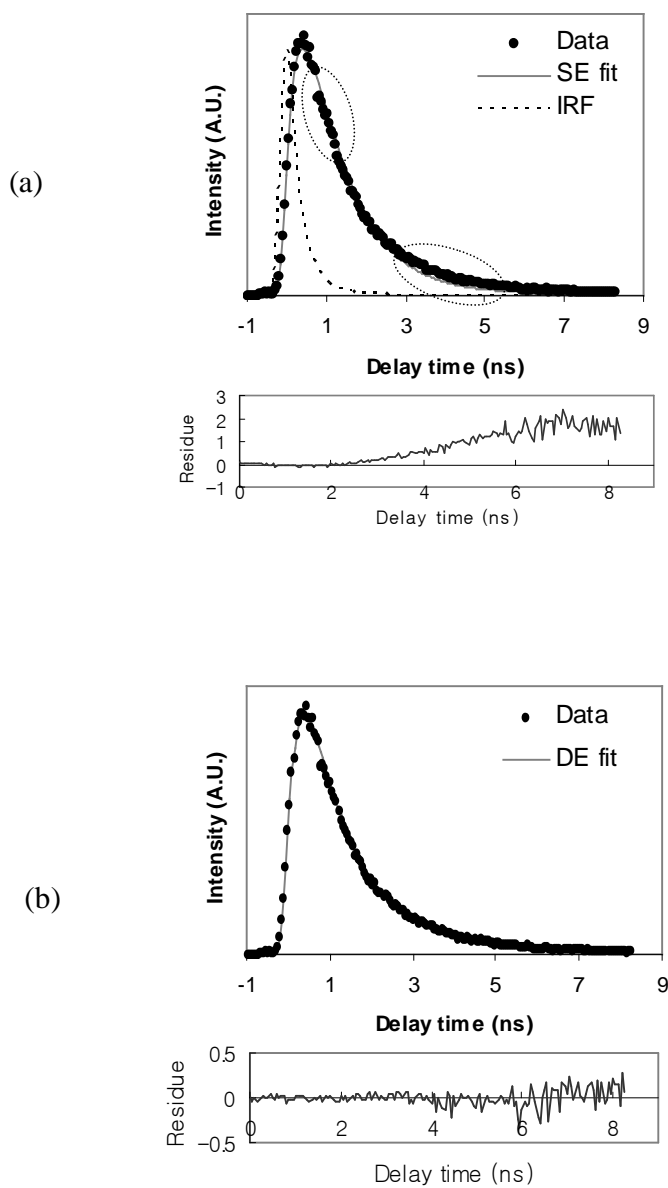 (a)
Intensity (A.U.)
Data
SE fit
IRF
-1 1 3 5 7 9
Delay time (ns)
Residue
3
2
1
0
-1
0 2 4 6 8
Delay time (ns)
(b)
Intensity (A.U.)
Data
DE fit
-1 1 3 5 7 9
Delay time (ns)
Residue
0.5
0
-0.5
0 2 4 6 8
Delay time (ns)